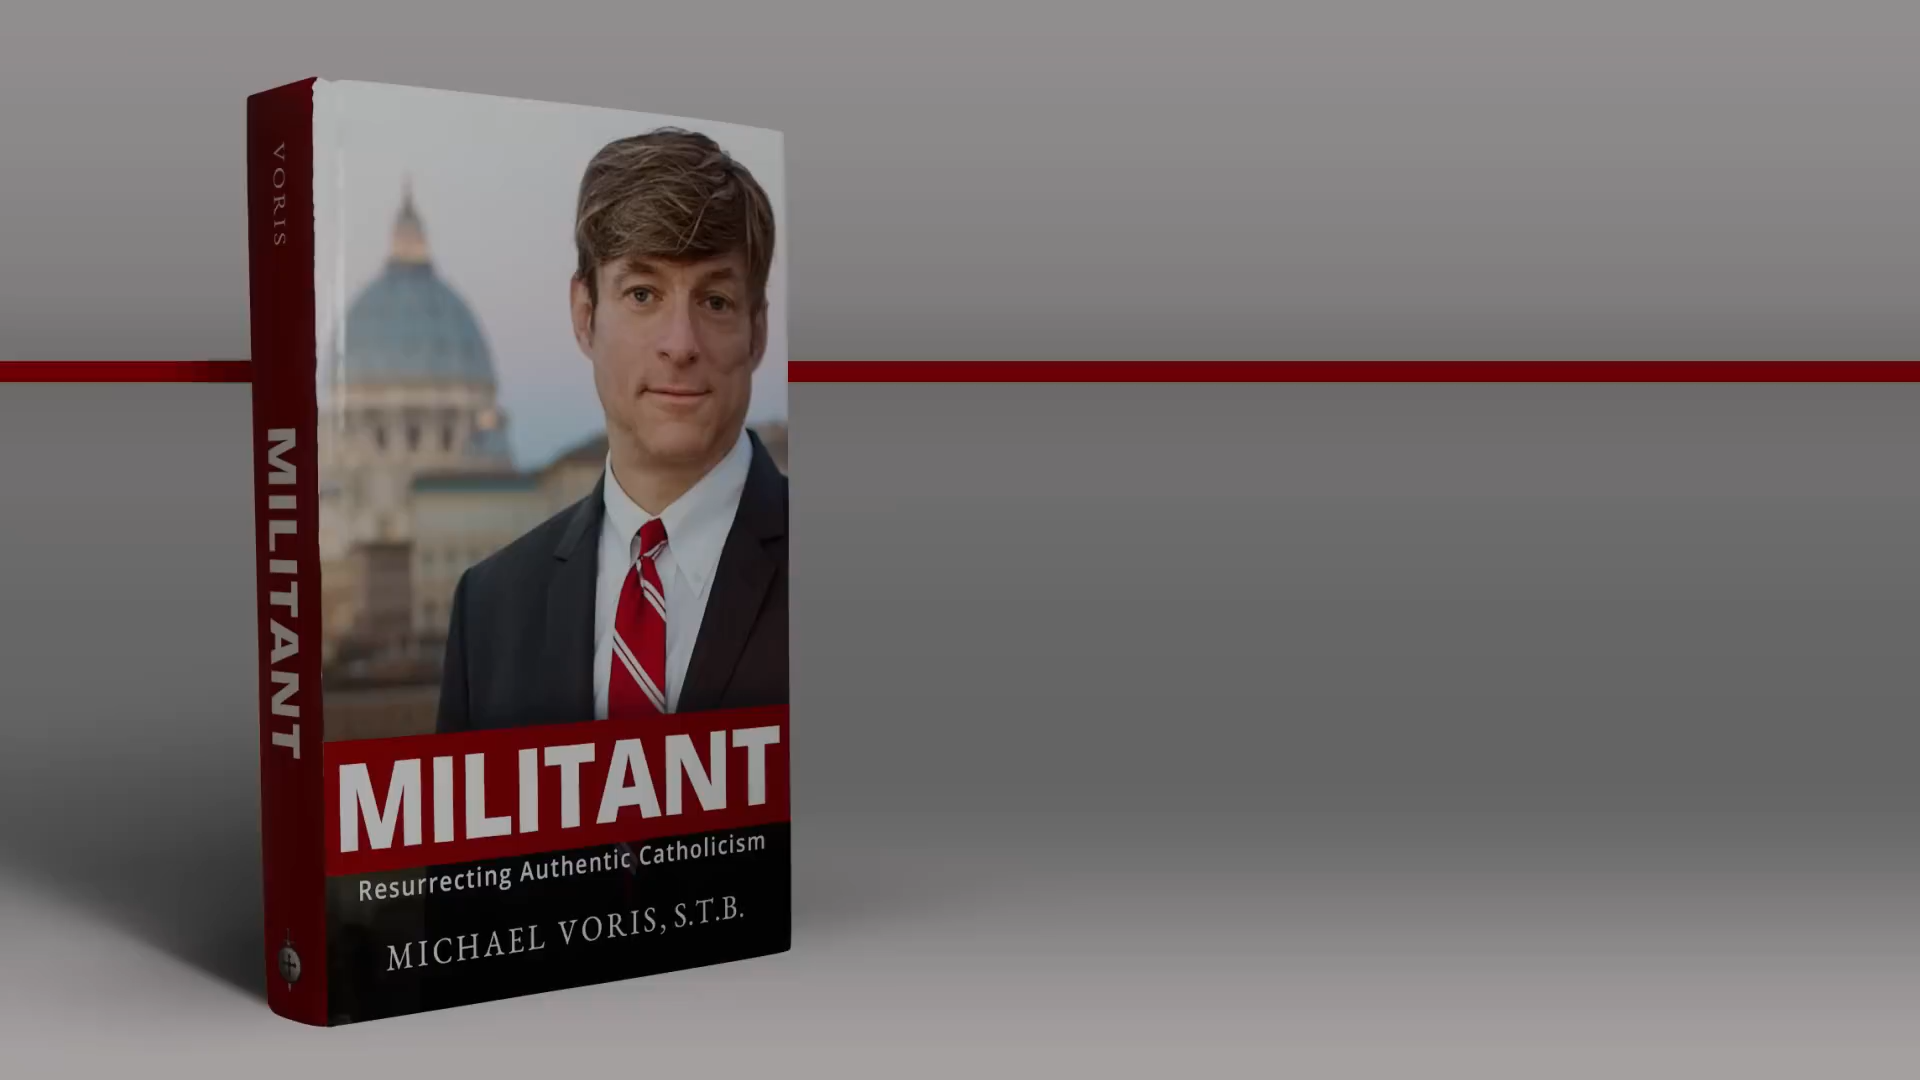 VORIS
MILITANT
MILITANT
Resurrecting Authentic Catholicism
MICHAEL VORIS, S.T.B.